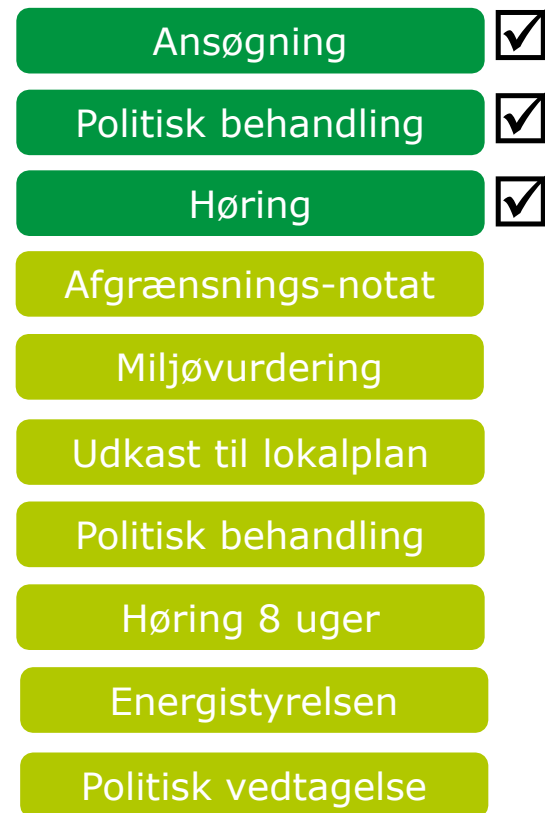 Ansøgning
Politisk behandling
Høring
Afgrænsnings-notat
Miljøvurdering
Udkast til lokalplan
Politisk behandling
Høring 8 uger
Energistyrelsen
Politisk vedtagelse